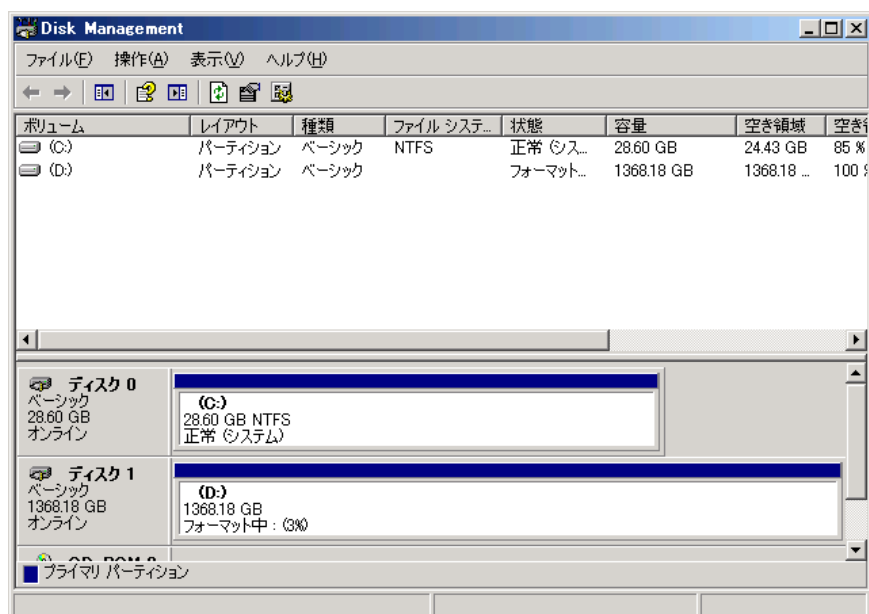 Disk Management
ファイル(F) 操作(A) 表示(V) ヘルプ(H)
ボリューム レイアウト 種類 ファイル システ... 状態 容量 空き領域 空き
(C:) パーティション ベーシック NTFS 正常 (シス... 28.60 GB 24.43 GB 85 %
(D:) パーティション ベーシック フォーマット... 1368.18 GB 1368.18 ... 100
ディスク 0
ベーシック
28.60 GB
オンライン
(C:)
28.60 GB NTFS
正常 (システム)
ディスク 1
ベーシック
1368.18 GB
オンライン
(D:)
1368.18 GB
フォーマット中 : (3%)
プライマリ パーティション